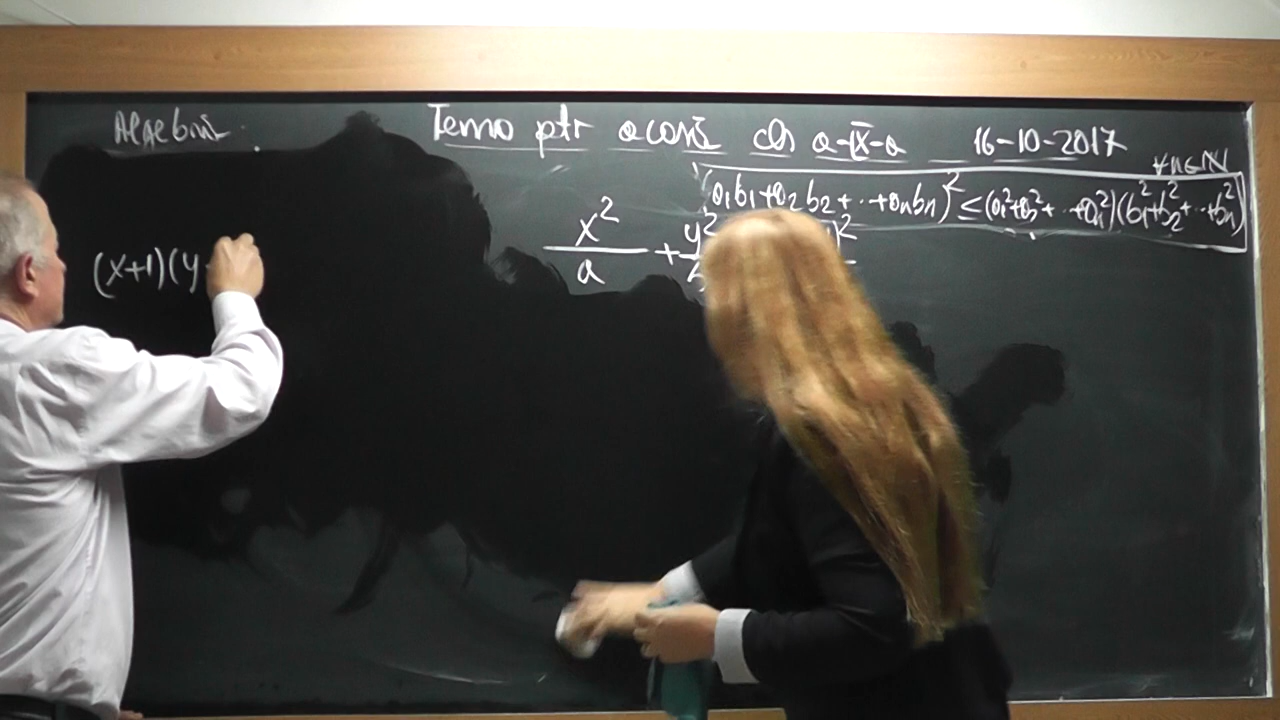 Algebră Temă ptr acasă cls a-IX-a 16-10-2017
∀n∈N
(a₁b₁+a₂b₂+..+aₙbₙ)² ≤ (a₁²+a₂²+..+aₙ²)(b₁²+b₂²+..+bₙ²)
x²/a + y²
(x+1)(y